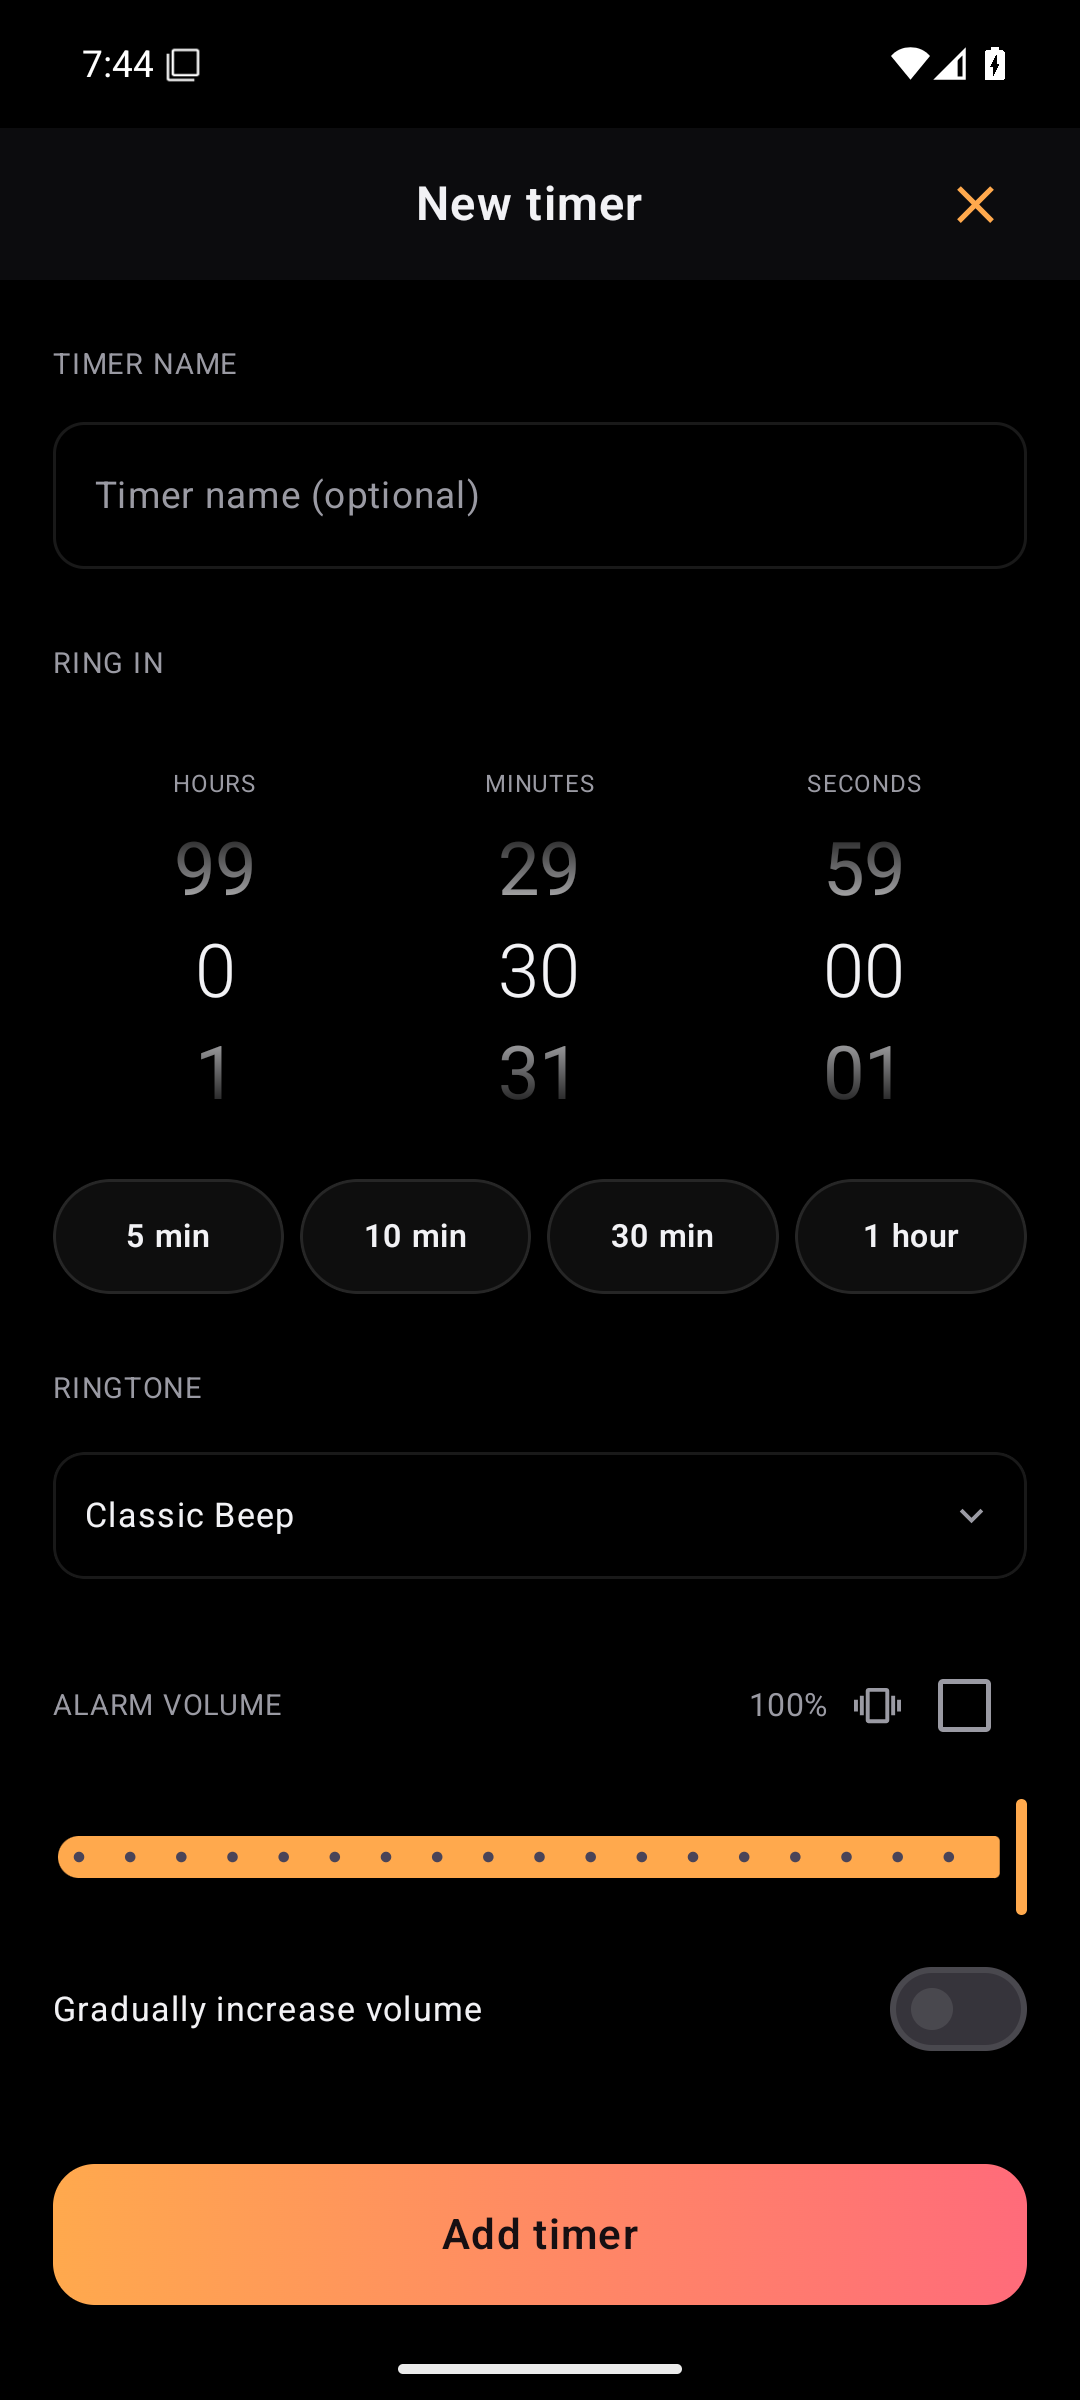 7:44
New timer
TIMER NAME
Timer name (optional)
RING IN
HOURS MINUTES SECONDS
99 29 59
0 30 00
1 31 01
5 min 10 min 30 min 1 hour
RINGTONE
Classic Beep
ALARM VOLUME 100%
Gradually increase volume
Add timer